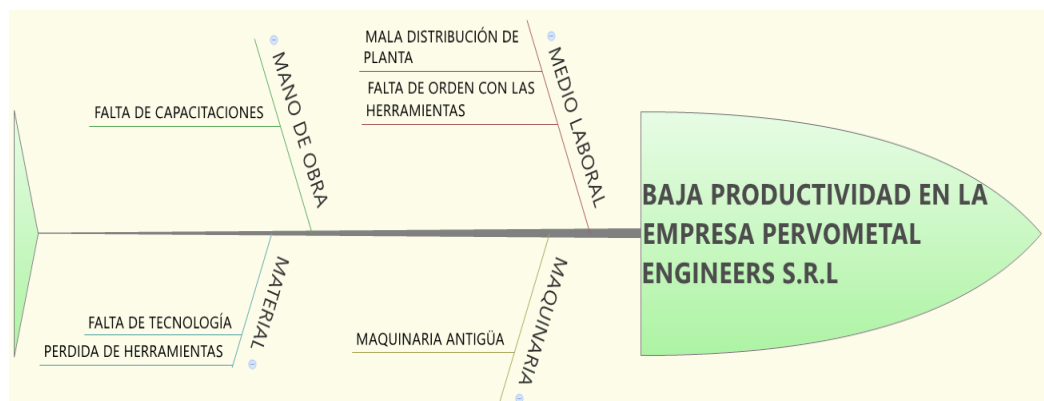 MALA DISTRIBUCIÓN DE
PLANTA
FALTA DE ORDEN CON LAS
HERRAMIENTAS
MEDIO LABORAL
FALTA DE CAPACITACIONES
MANO DE OBRA
BAJA PRODUCTIVIDAD EN LA
EMPRESA PERVOMETAL
ENGINEERS S.R.L
FALTA DE TECNOLOGÍA
PERDIDA DE HERRAMIENTAS
MATERIAL
MAQUINARIA ANTIGÜA
MAQUINARIA